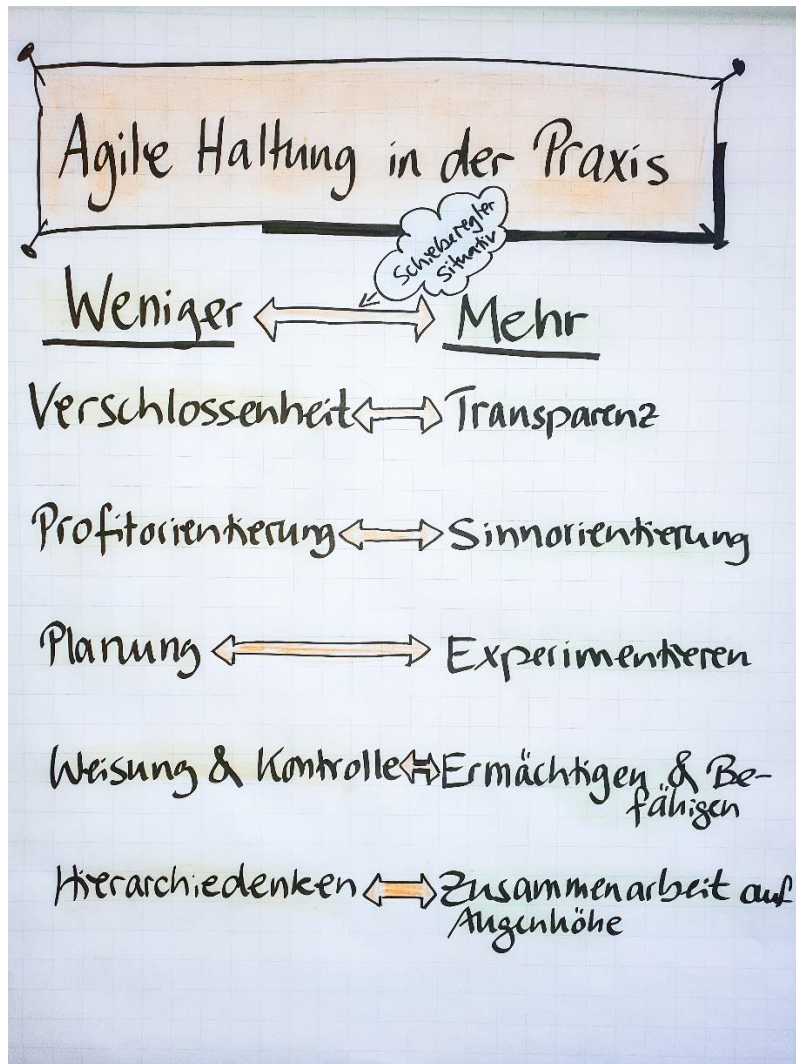 Agile Haltung in der Praxis
Schieberegler
situativ
Weniger Mehr
Verschlossenheit Transparenz
Profitorientierung Sinnorientierung
Planung Experimentieren
Weisung & Kontrolle Ermächtigen & Be-
fähigen
Hierarchiedenken Zusammenarbeit auf
Augenhöhe